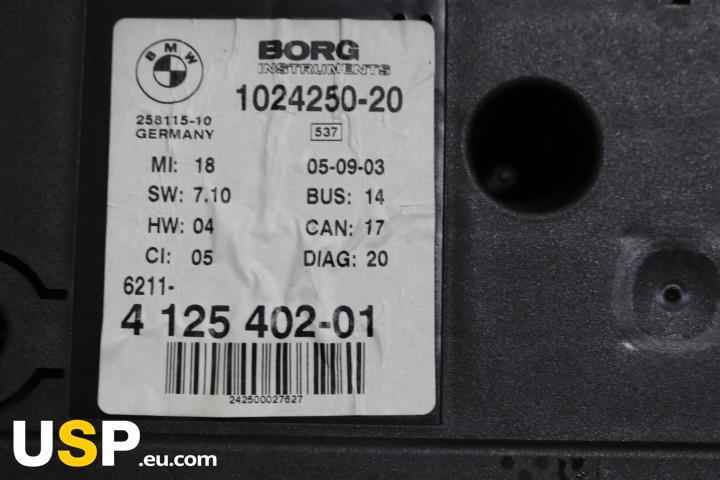 BMW
BORG
INSTRUMENTS
1024250-20
258115-10
GERMANY
537
MI: 18 05-09-03
SW: 7.10 BUS: 14
HW: 04 CAN: 17
CI: 05 DIAG: 20
6211-
4 125 402-01
242500027627
USP.eu.com